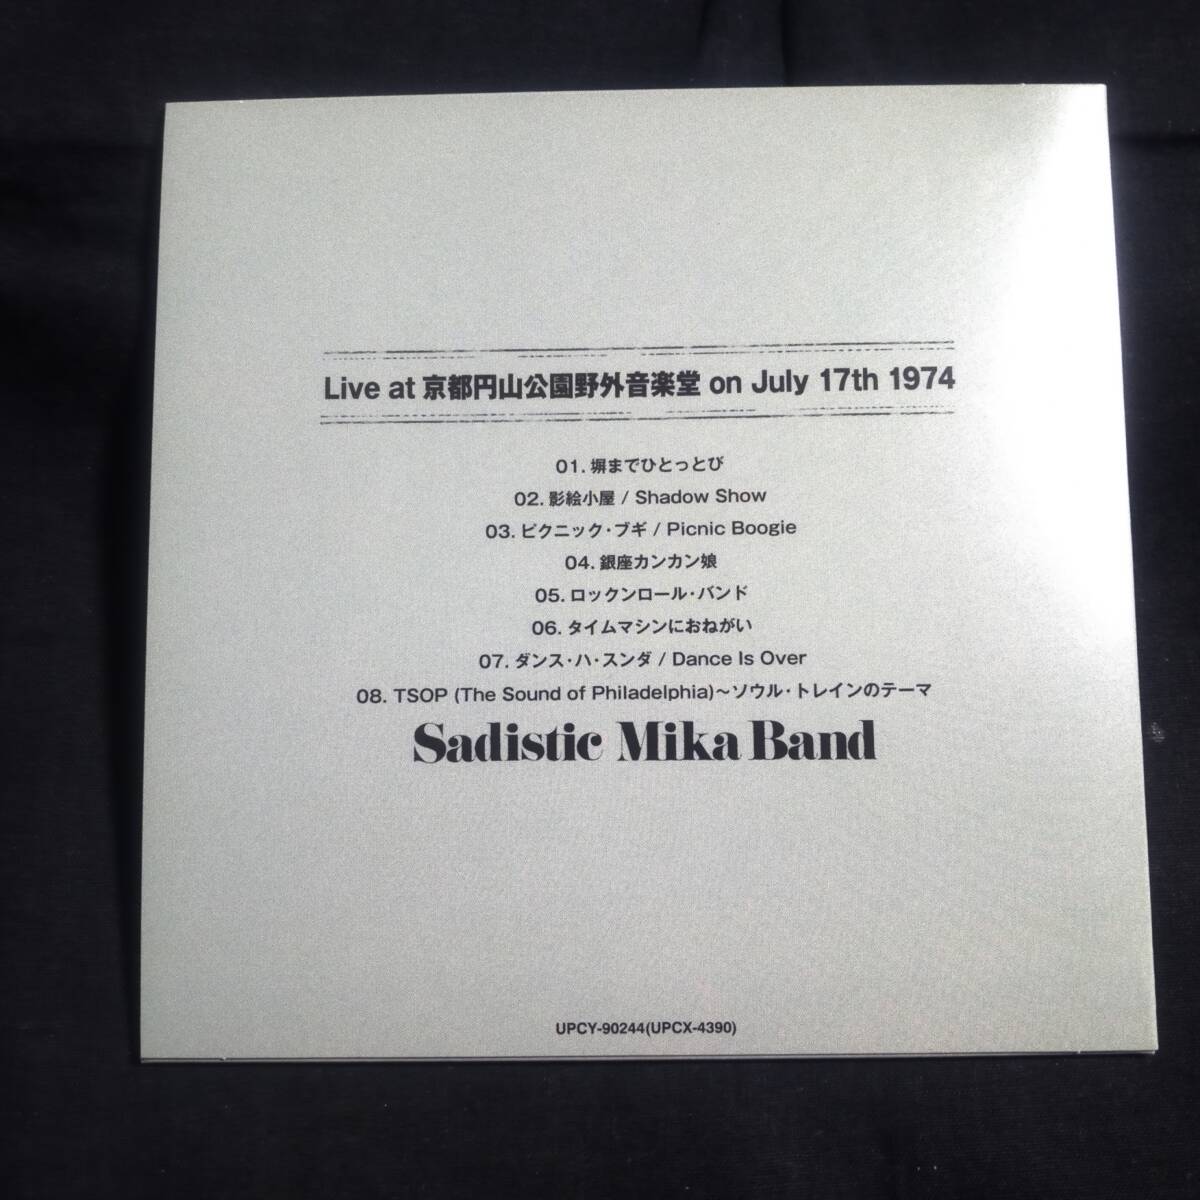 Live at 京都円山公園野外音楽堂 on July 17th 1974
01. 塀までひとっとび
02. 影絵小屋 / Shadow Show
03. ピクニック・ブギ / Picnic Boogie
04. 銀座カンカン娘
05. ロックンロール・バンド
06. タイムマシンにおねがい
07. ダンス・ハ・スンダ / Dance Is Over
08. TSOP (The Sound of Philadelphia)～ソウル・トレインのテーマ
Sadistic Mika Band
UPCY-90244(UPCX-4390)